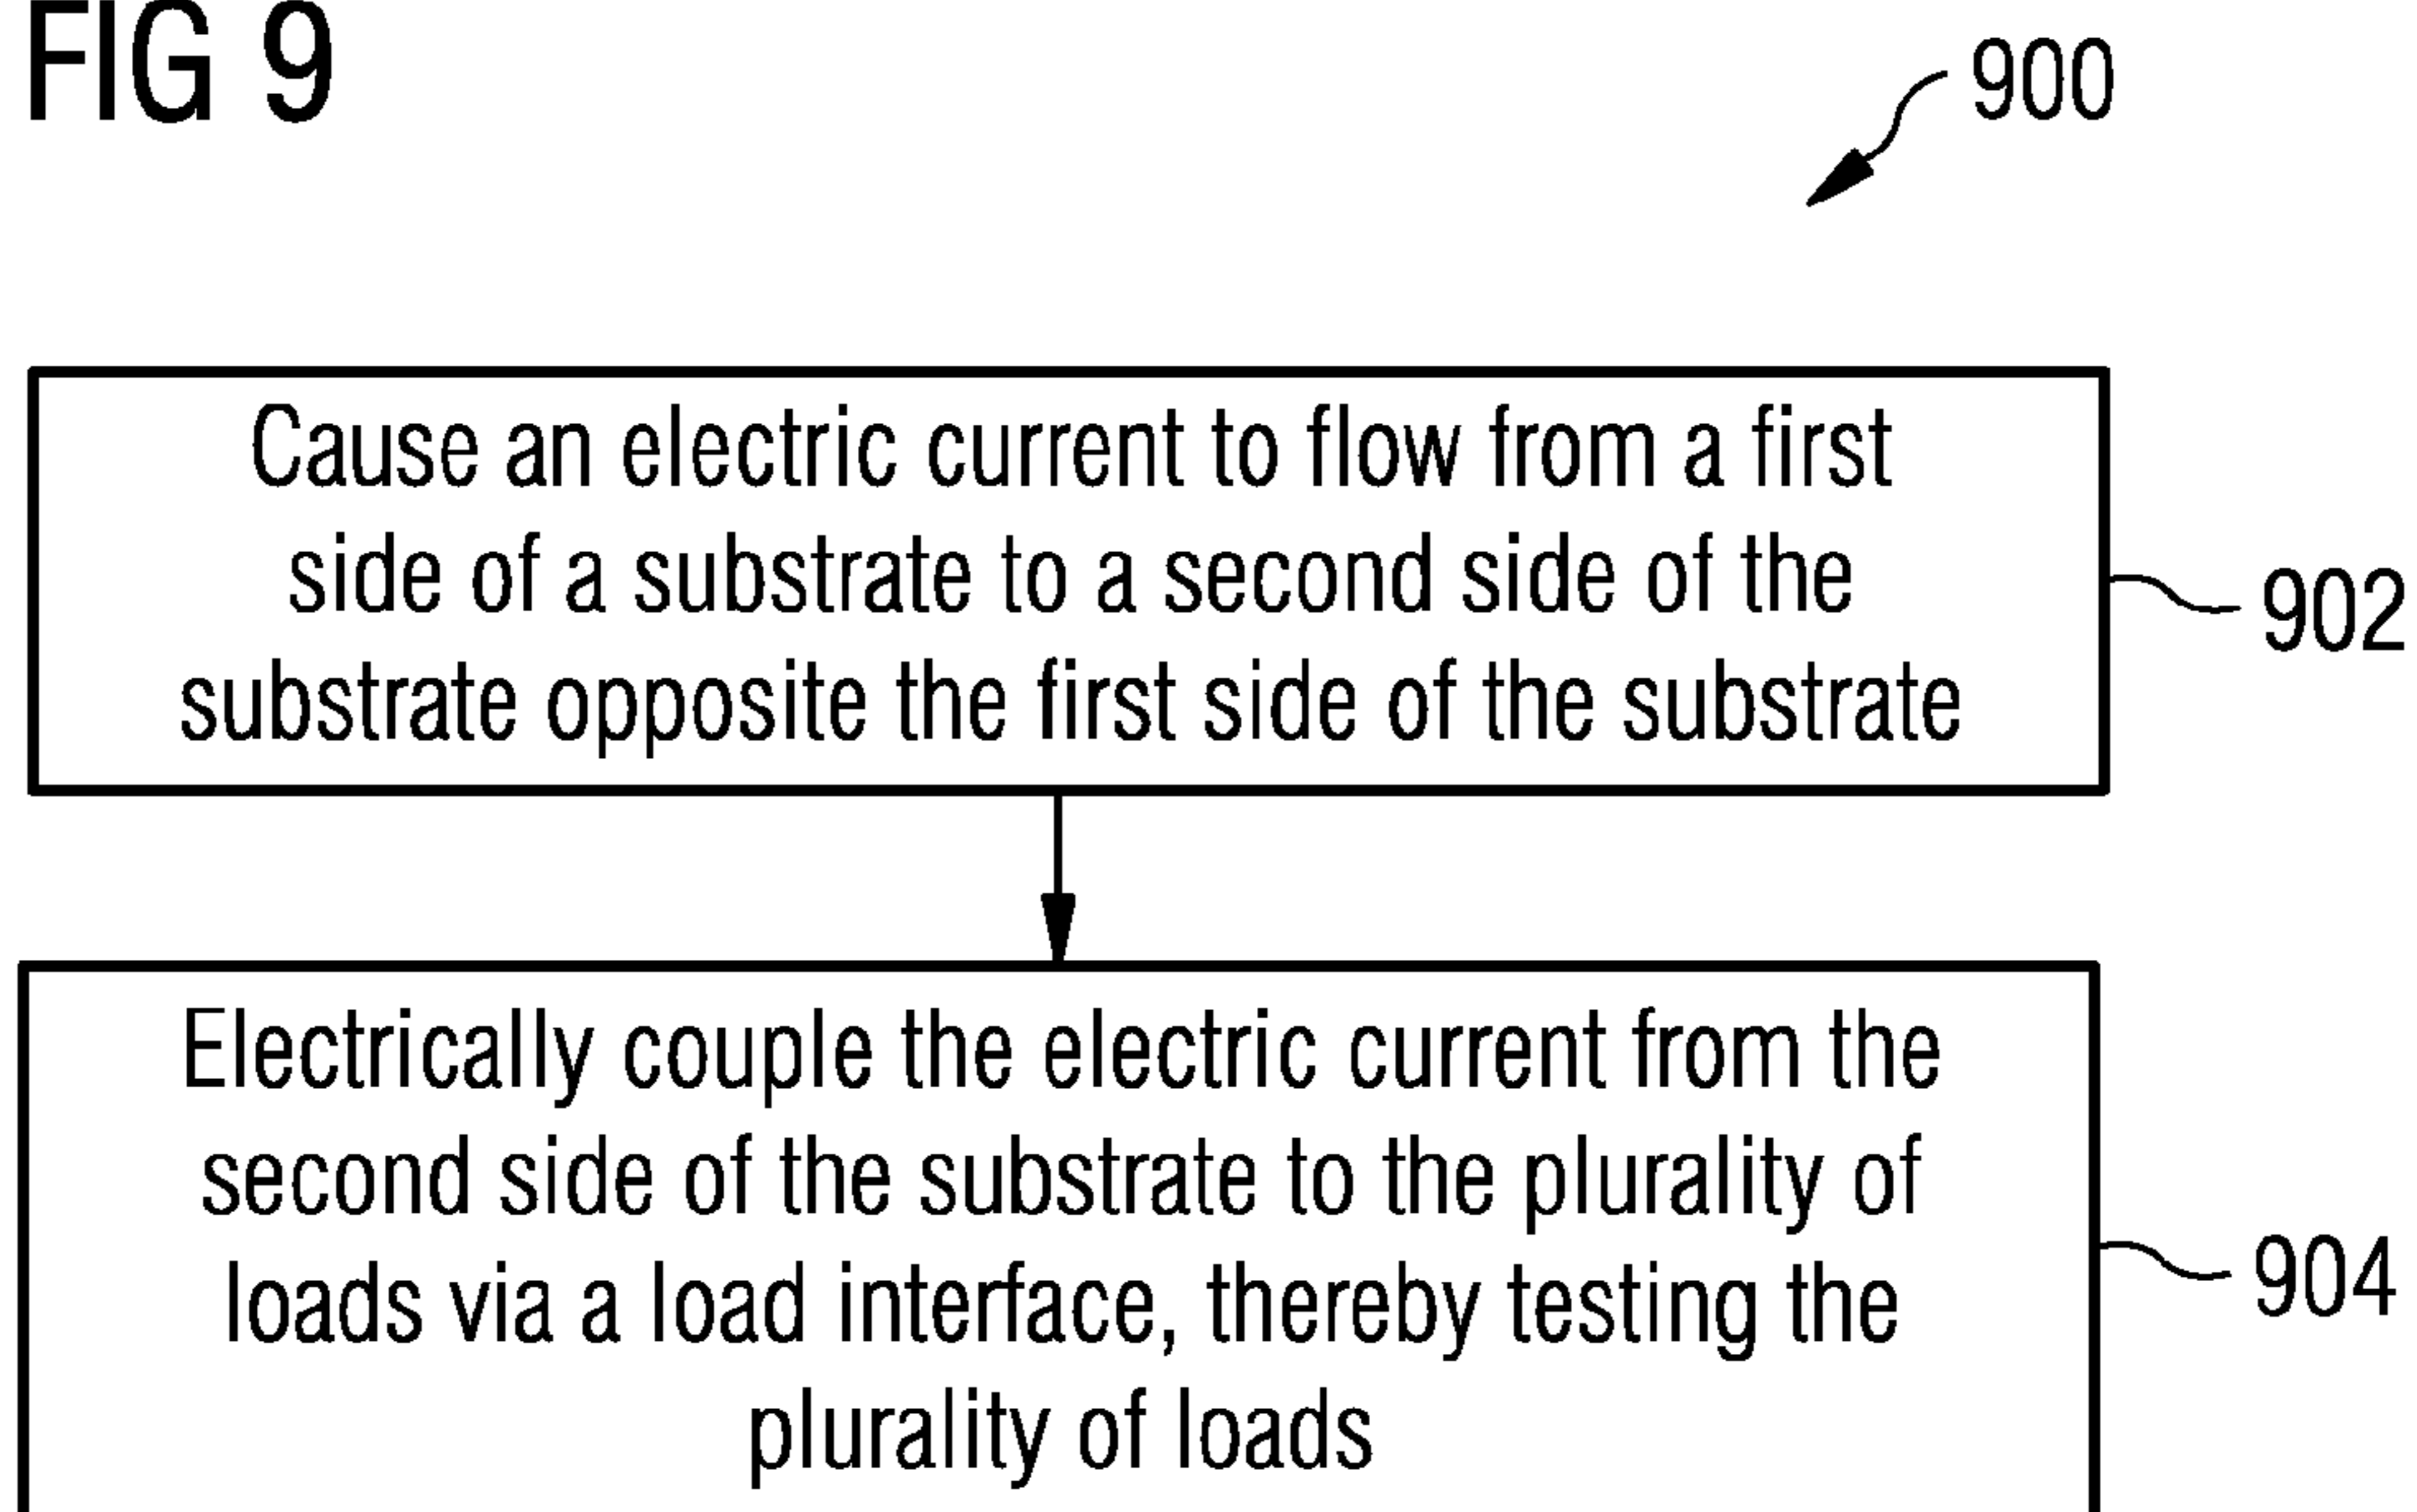 FIG 9
900
Cause an electric current to flow from a first
side of a substrate to a second side of the
substrate opposite the first side of the substrate
902
Electrically couple the electric current from the
second side of the substrate to the plurality of
loads via a load interface, thereby testing the
plurality of loads
904